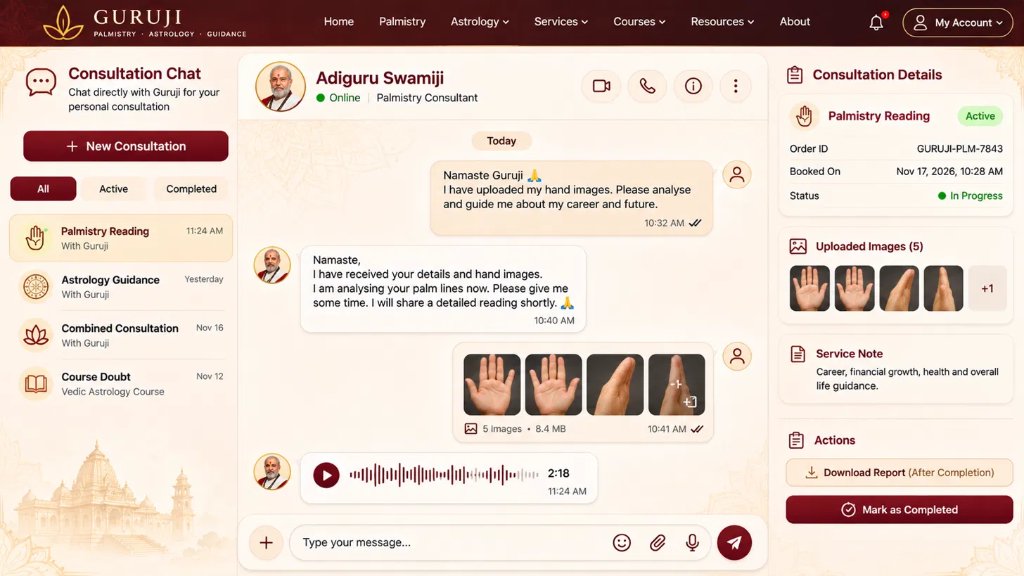 GURUJI
PALMISTRY • ASTROLOGY • GUIDANCE
Home
Palmistry
Astrology
Services
Courses
Resources
About
My Account
Consultation Chat
Chat directly with Guruji for your
personal consultation
+ New Consultation
All
Active
Completed
Palmistry Reading
11:24 AM
With Guruji
Astrology Guidance
Yesterday
With Guruji
Combined Consultation
Nov 16
With Guruji
Course Doubt
Nov 12
Vedic Astrology Course
Adiguru Swamiji
Online | Palmistry Consultant
Today
Namaste Guruji 🙏
I have uploaded my hand images. Please analyse
and guide me about my career and future.
10:32 AM
Namaste,
I have received your details and hand images.
I am analysing your palm lines now. Please give me
some time. I will share a detailed reading shortly. 🙏
10:40 AM
5 images • 8.4 MB
10:41 AM
2:18
11:24 AM
Type your message...
Consultation Details
Palmistry Reading
Active
Order ID
GURUJI-PLM-7843
Booked On
Nov 17, 2026, 10:28 AM
Status
In Progress
Uploaded Images (5)
+1
Service Note
Career, financial growth, health and overall
life guidance.
Actions
Download Report (After Completion)
Mark as Completed